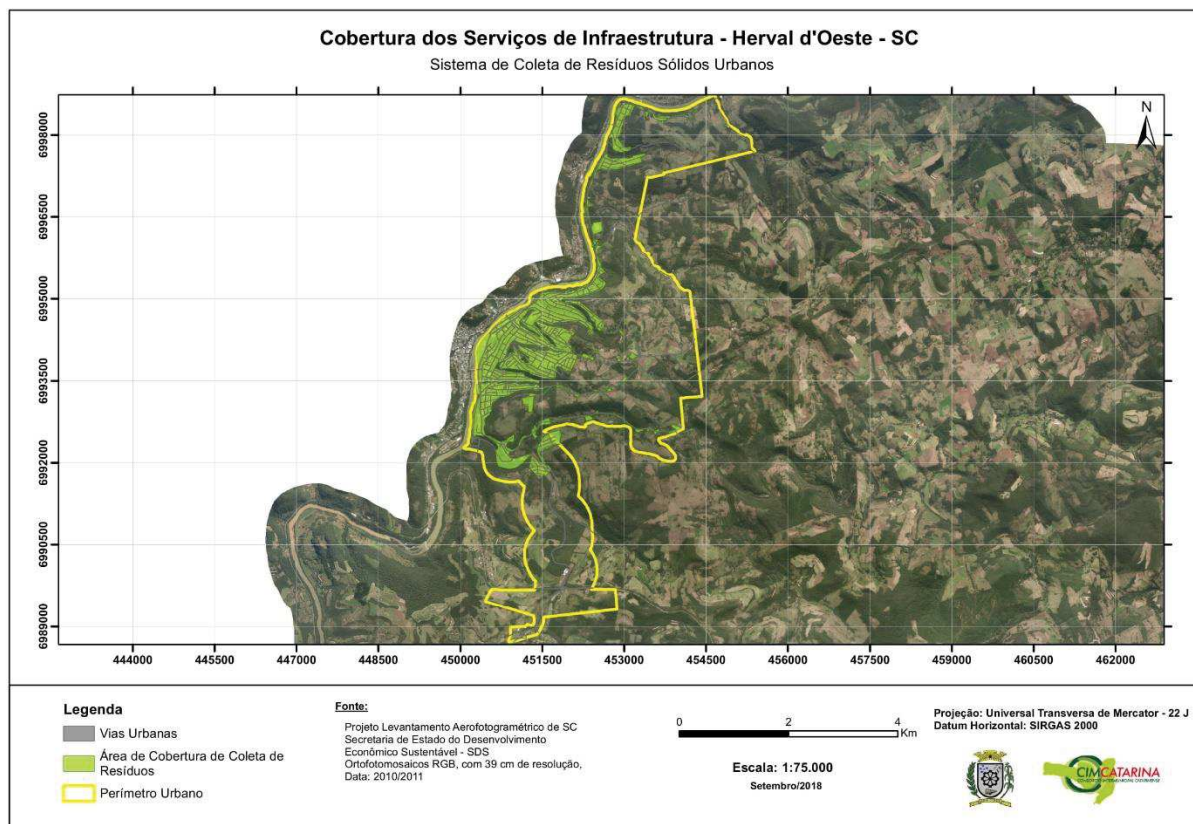 Cobertura dos Serviços de Infraestrutura - Herval d'Oeste - SC
Sistema de Coleta de Resíduos Sólidos Urbanos
N
6998000
6996500
6995000
6993500
6992000
6990500
6989000
444000
445500
447000
448500
450000
451500
453000
454500
456000
457500
459000
460500
462000
Legenda
Vias Urbanas
Área de Cobertura de Coleta de
Resíduos
Perímetro Urbano
Fonte:
Projeto Levantamento Aerofotogramétrico de SC
Secretaria de Estado do Desenvolvimento
Econômico Sustentável - SDS
Ortofotomosaicos RGB, com 39 cm de resolução,
Data: 2010/2011
0 2 4
Km
Escala: 1:75.000
Setembro/2018
Projeção: Universal Transversa de Mercator - 22 J
Datum Horizontal: SIRGAS 2000
CIMCATARINA